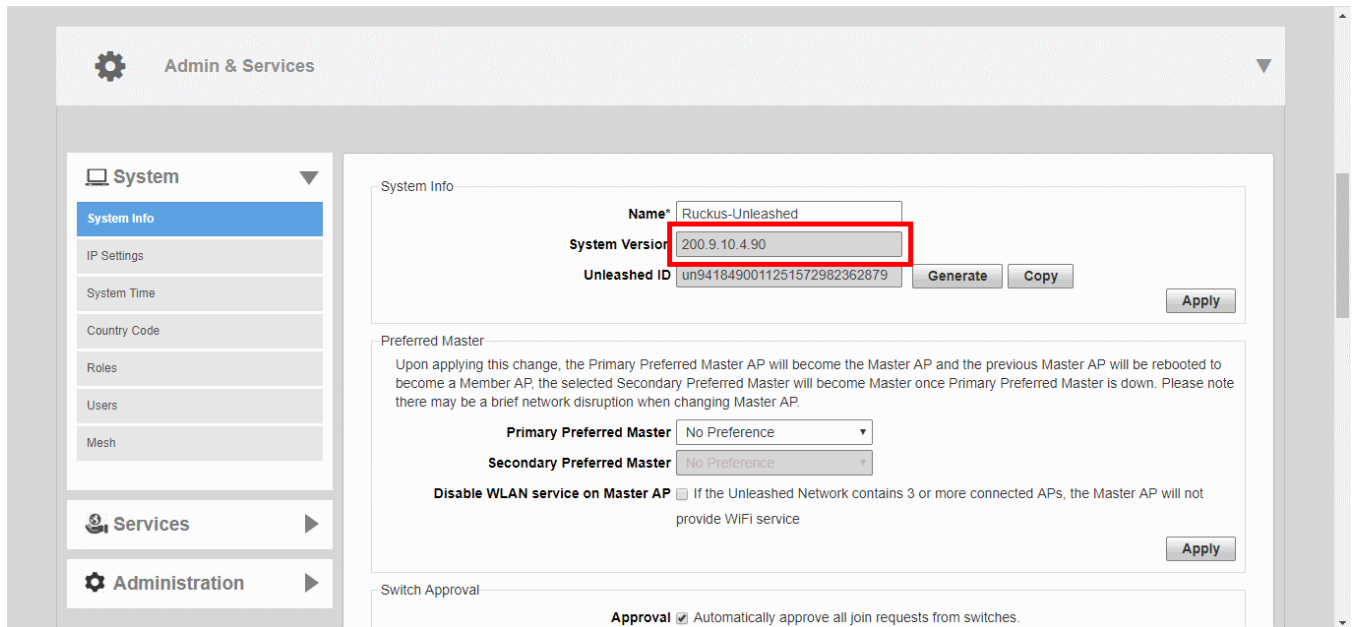 Admin & Services
System
System Info
IP Settings
System Time
Country Code
Roles
Users
Mesh
Services
Administration
System Info
Name* Ruckus-Unleashed
System Version 200.9.10.4.90
Unleashed ID un9418490011251572982362879 Generate Copy
Apply
Preferred Master
Upon applying this change, the Primary Preferred Master AP will become the Master AP and the previous Master AP will be rebooted to
become a Member AP, the selected Secondary Preferred Master will become Master once Primary Preferred Master is down. Please note
there may be a brief network disruption when changing Master AP.
Primary Preferred Master No Preference
Secondary Preferred Master No Preference
Disable WLAN service on Master AP If the Unleashed Network contains 3 or more connected APs, the Master AP will not
provide WiFi service
Apply
Switch Approval
Approval Automatically approve all join requests from switches.